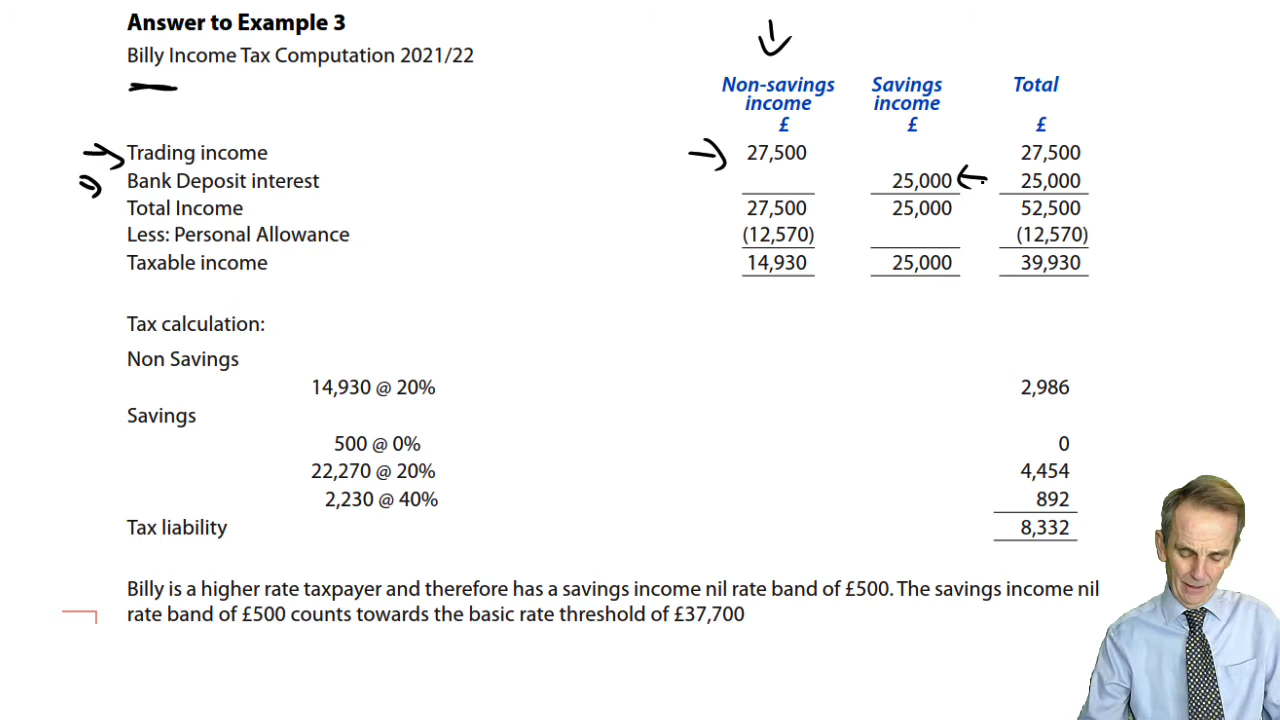 Answer to Example 3
Billy Income Tax Computation 2021/22
Non-savings income Savings income Total
£ £ £
Trading income 27,500 27,500
Bank Deposit interest 25,000 25,000
Total Income 27,500 25,000 52,500
Less: Personal Allowance (12,570) (12,570)
Taxable income 14,930 25,000 39,930
Tax calculation:
Non Savings
14,930 @ 20% 2,986
Savings
500 @ 0% 0
22,270 @ 20% 4,454
2,230 @ 40% 892
Tax liability 8,332
Billy is a higher rate taxpayer and therefore has a savings income nil rate band of £500. The savings income nil
rate band of £500 counts towards the basic rate threshold of £37,700